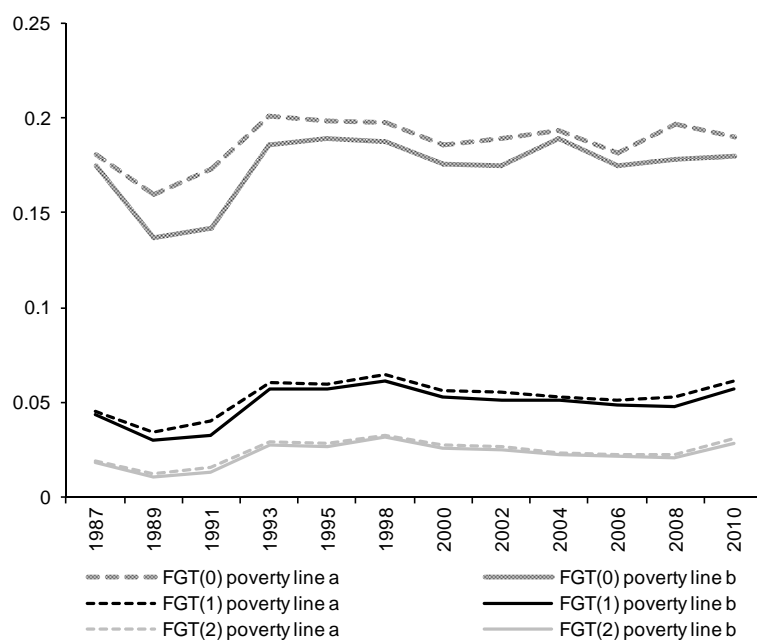 0.25
0.2
0.15
0.1
0.05
0
1987 1989 1991 1993 1995 1998 2000 2002 2004 2006 2008 2010
FGT(0) poverty line a FGT(0) poverty line b
FGT(1) poverty line a FGT(1) poverty line b
FGT(2) poverty line a FGT(2) poverty line b